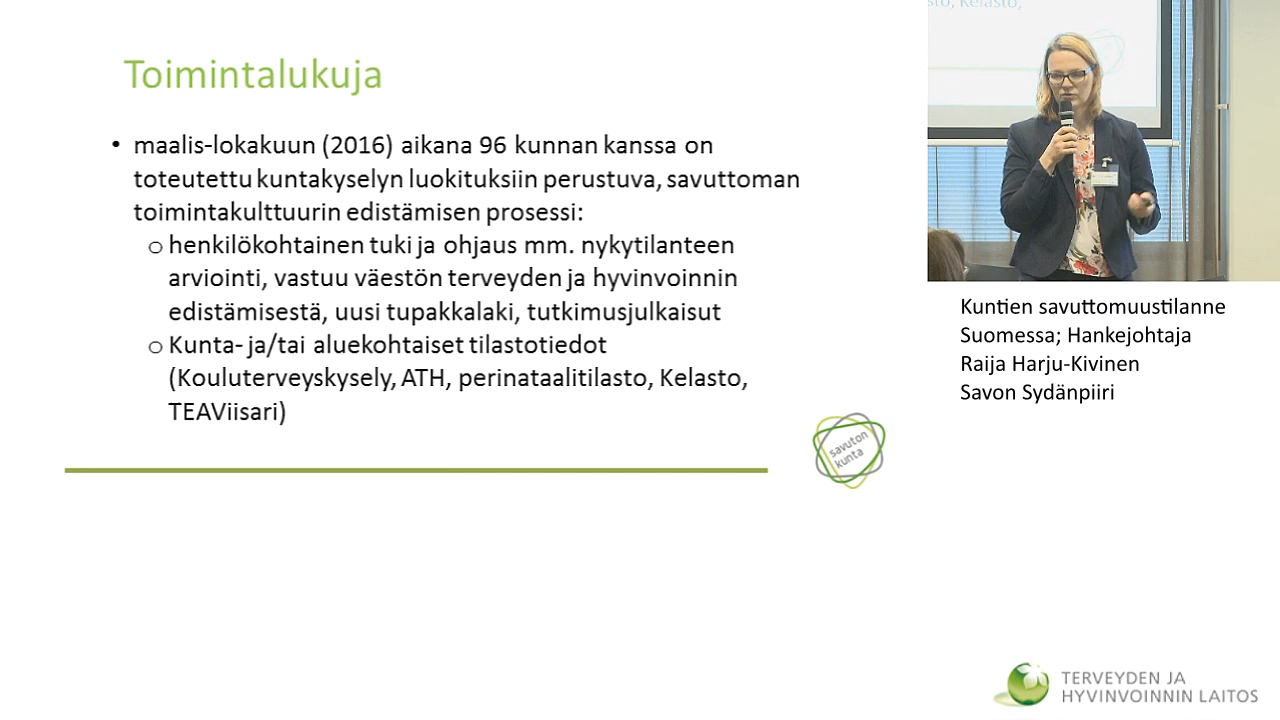 Toimintalukuja
• maalis-lokakuun (2016) aikana 96 kunnan kanssa on
toteutettu kuntakyselyn luokituksiin perustuva, savuttoman
toimintakulttuurin edistämisen prosessi:
o henkilökohtainen tuki ja ohjaus mm. nykytilanteen
arviointi, vastuu väestön terveyden ja hyvinvoinnin
edistämisestä, uusi tupakkalaki, tutkimusjulkaisut
o Kunta- ja/tai aluekohtaiset tilastotiedot
(Kouluterveyskysely, ATH, perinataalitilasto, Kelasto,
TEAViisari)
savuton
kunta
Kelasto,
Kuntien savuttomuustilanne
Suomessa; Hankejohtaja
Raija Harju-Kivinen
Savon Sydänpiiri
TERVEYDEN JA
HYVINVOINNIN LAITOS